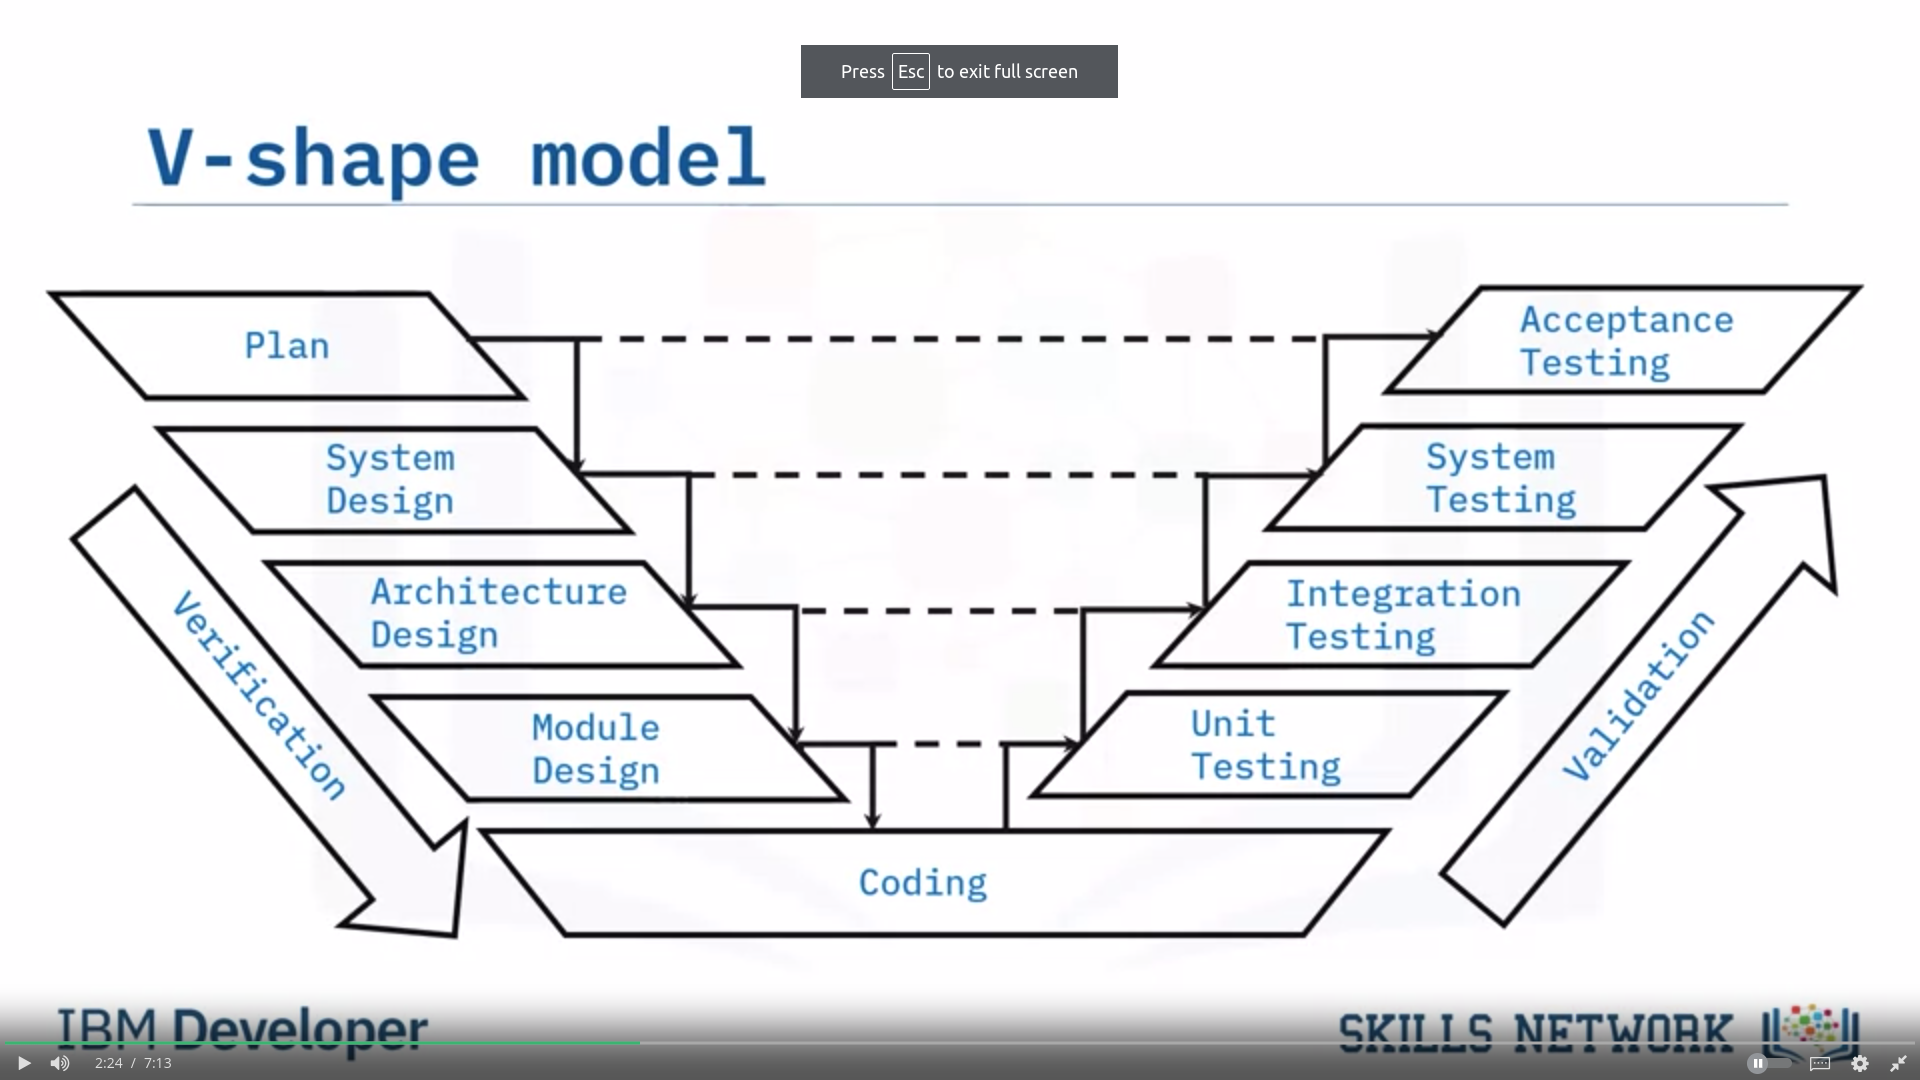 Press Esc to exit full screen
V-shape model
Plan
Acceptance
Testing
System
Design
System
Testing
Architecture
Design
Integration
Testing
Verification
Validation
Module
Design
Unit
Testing
Coding
IBM Developer
SKILLS NETWORK
2:24 / 7:13